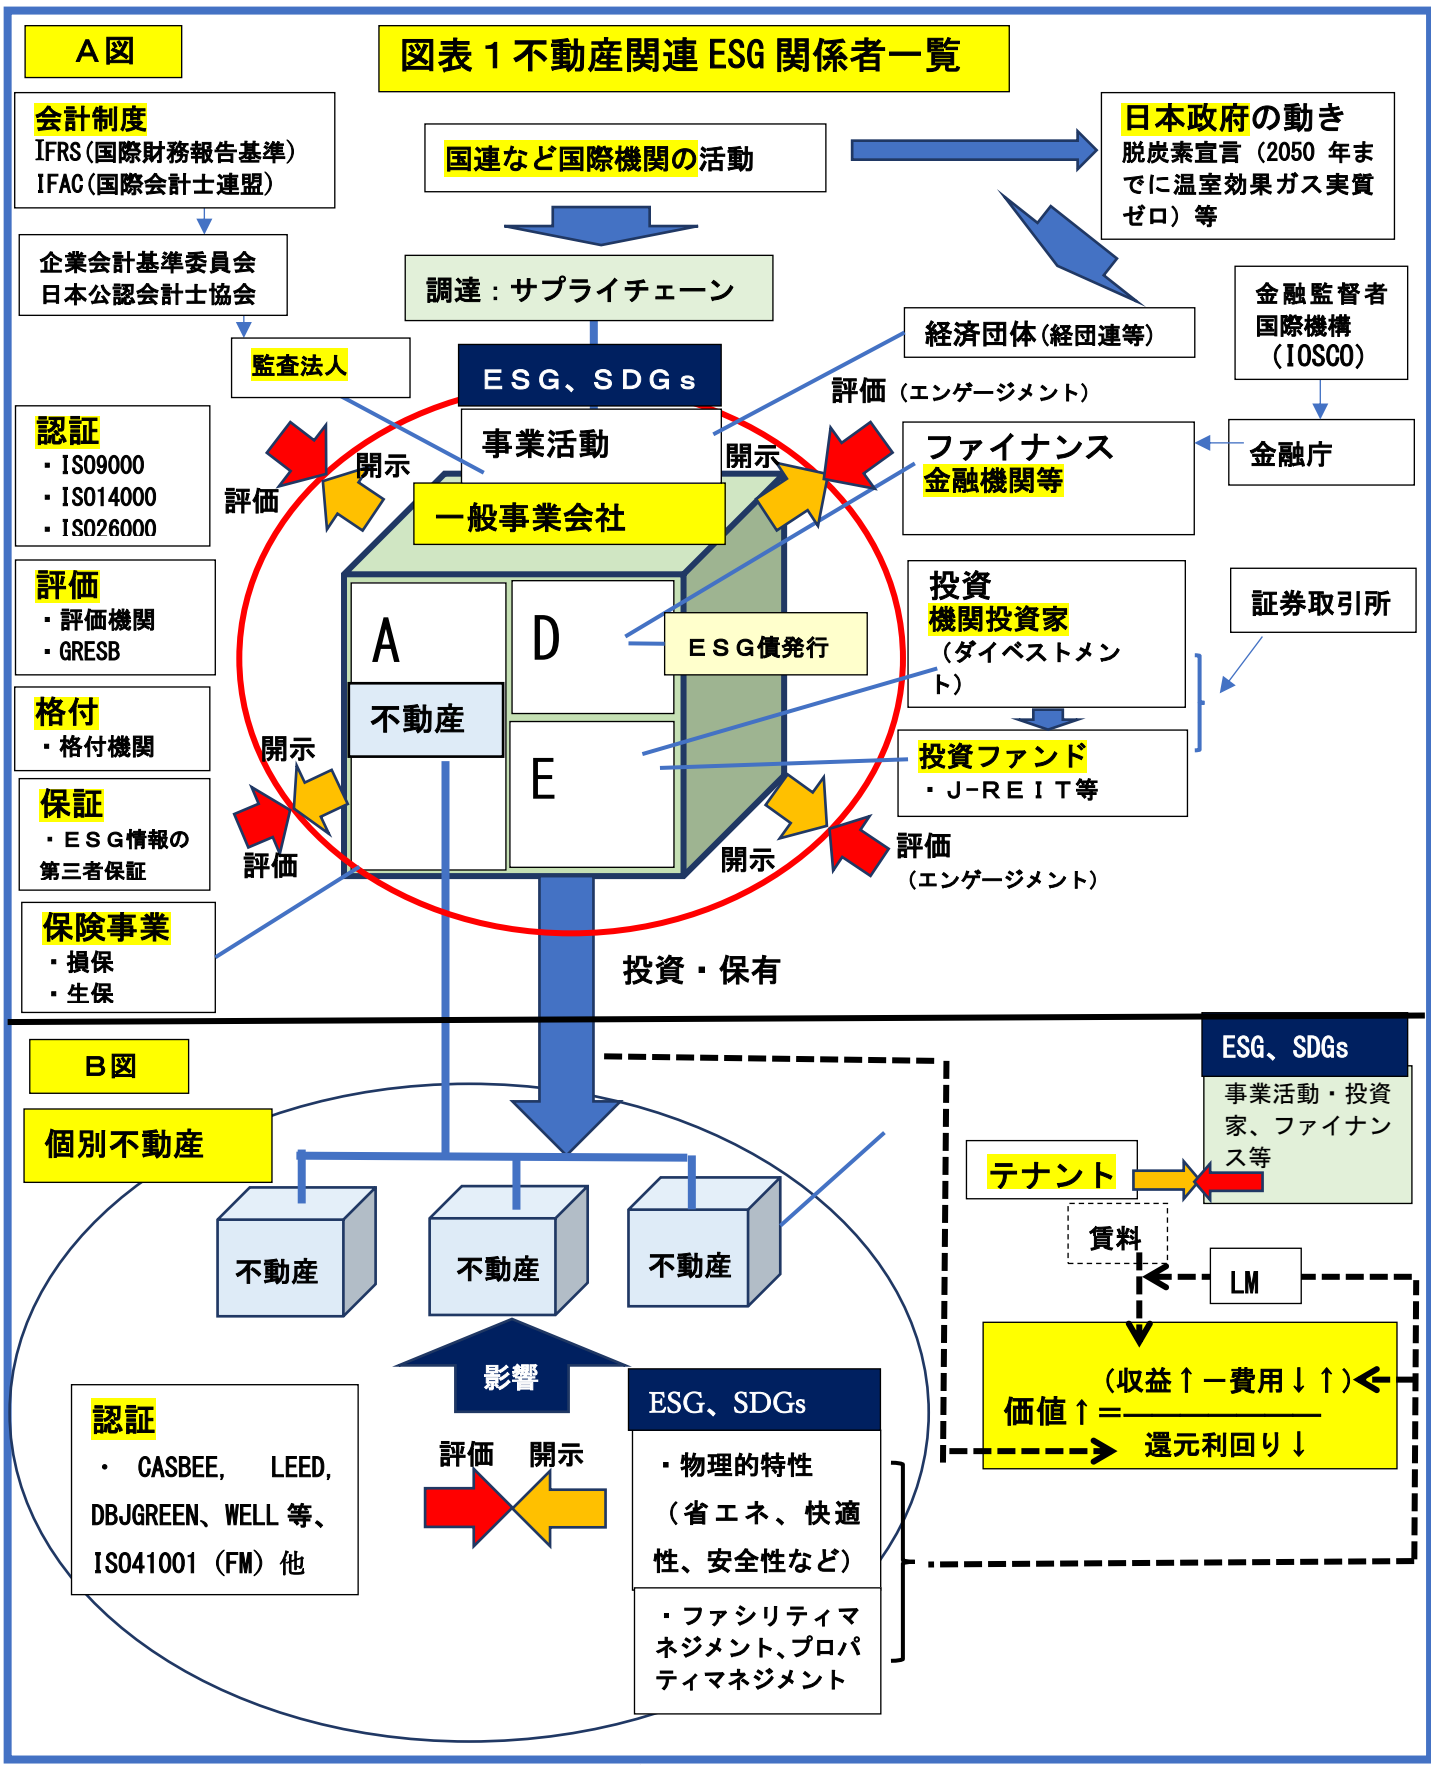 A図
図表１不動産関連 ESG 関係者一覧
会計制度
IFRS(国際財務報告基準)
IFAC(国際会計士連盟)
国連など国際機関の活動
日本政府の動き
脱炭素宣言（2050 年ま
でに温室効果ガス実質
ゼロ）等
企業会計基準委員会
日本公認会計士協会
調達：サプライチェーン
金融監督者
国際機構
（IOSCO）
経済団体(経団連等)
監査法人
ＥＳＧ、ＳＤＧｓ
評価（エンゲージメント）
認証
・ISO9000
・ISO14000
・ISO26000
事業活動
開示
開示
評価
ファイナンス
金融機関等
金融庁
一般事業会社
評価
・評価機関
・GRESB
A
D
ＥＳＧ債発行
投資
機関投資家
（ダイベストメン
ト）
証券取引所
格付
・格付機関
不動産
開示
E
投資ファンド
・Ｊ-ＲＥＩＴ等
保証
・ＥＳＧ情報の
第三者保証
評価
開示
評価
（エンゲージメント）
保険事業
・損保
・生保
投資・保有
B図
個別不動産
ESG、SDGs
事業活動・投資
家、ファイナン
ス等
テナント
賃料
LM
不動産
不動産
不動産
影響
（収益↑－費用↓↑）
価値↑＝―――――――
還元利回り↓
認証
・ CASBEE, LEED,
DBJGREEN、WELL 等、
ISO41001（FM）他
評価
開示
ESG、SDGs
・物理的特性
（省エネ、快適
性、安全性など）
・ファシリティマ
ネジメント、プロパ
ティマネジメント